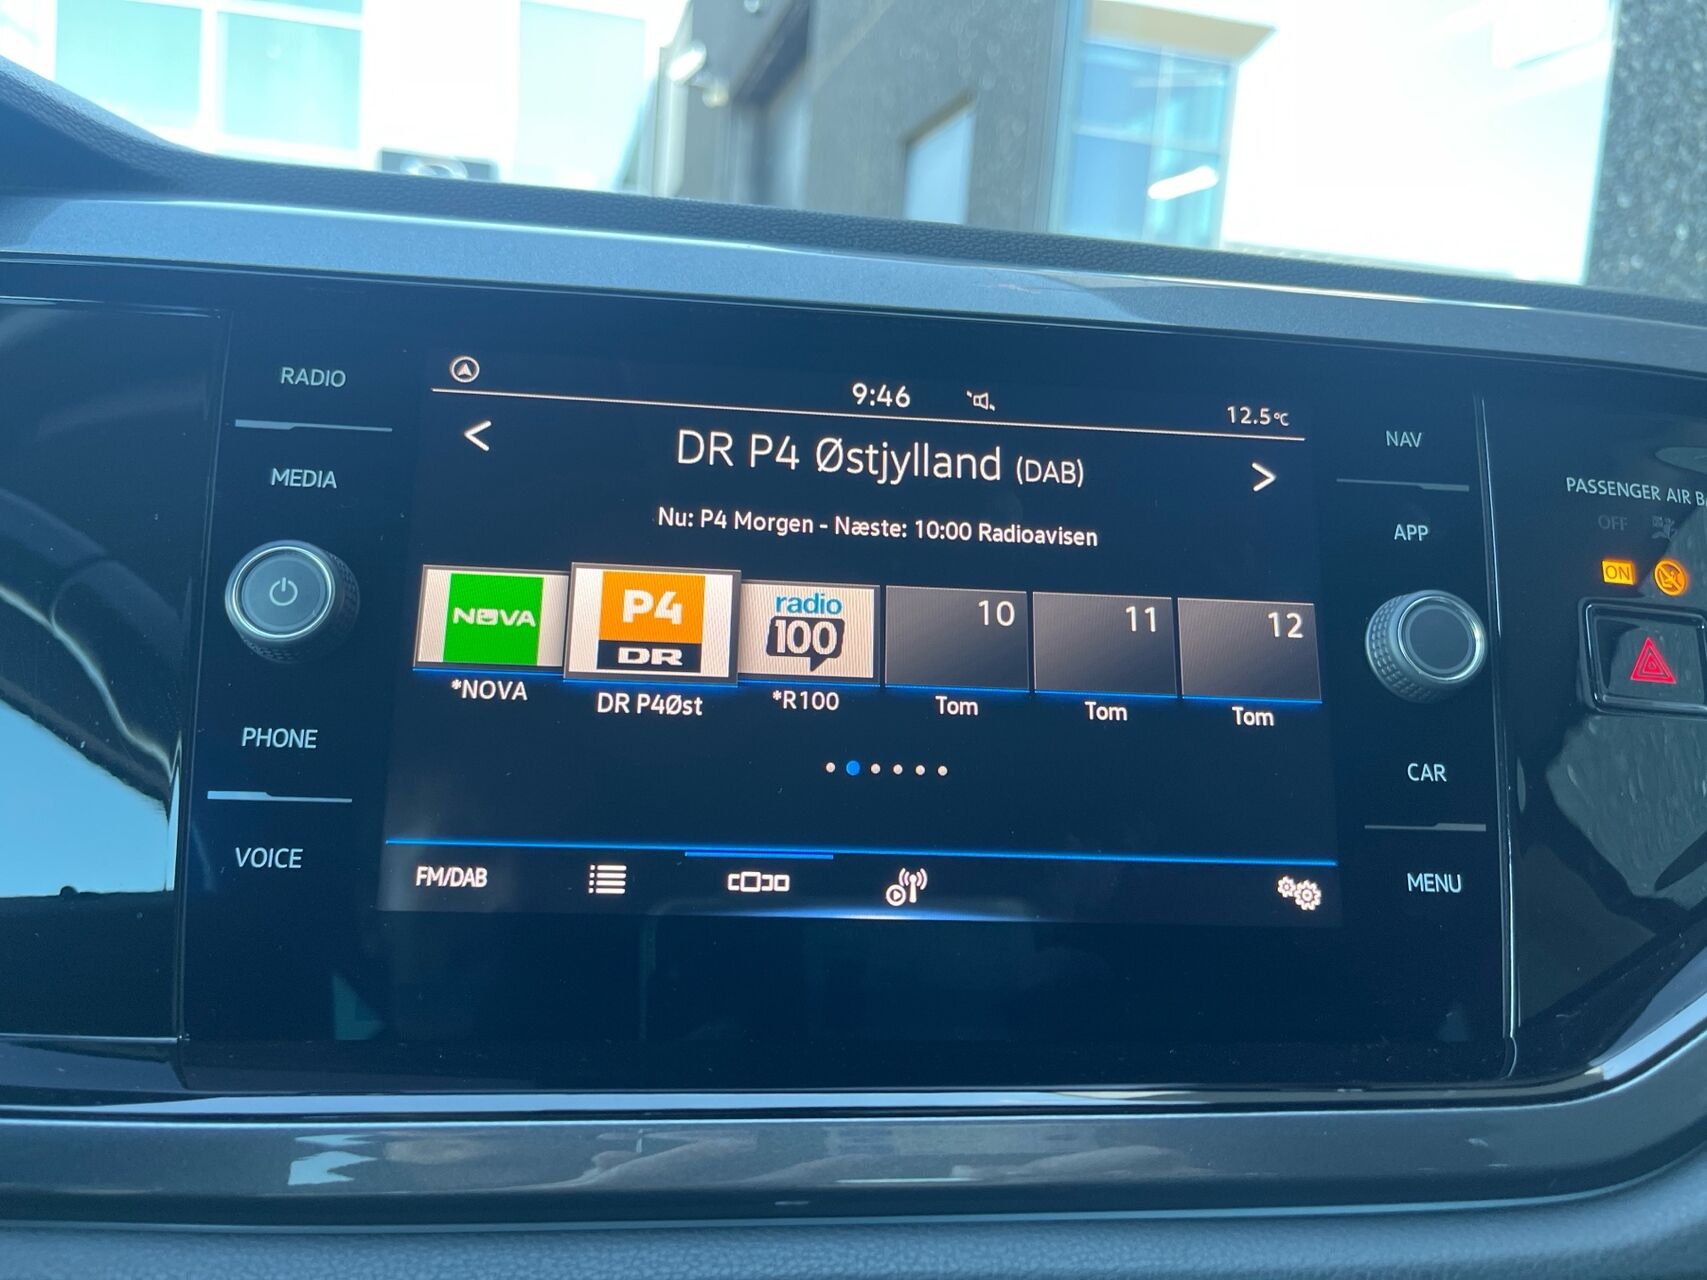 RADIO
MEDIA
PHONE
VOICE
9:46
12.5°C
<
DR P4 Østjylland (DAB)
>
Nu: P4 Morgen - Næste: 10:00 Radioavisen
NOVA
P4
DR
radio
100
10
11
12
*NOVA
DR P4Øst
*R100
Tom
Tom
Tom
FM/DAB
NAV
APP
CAR
MENU
PASSENGER AIR
OFF
ON